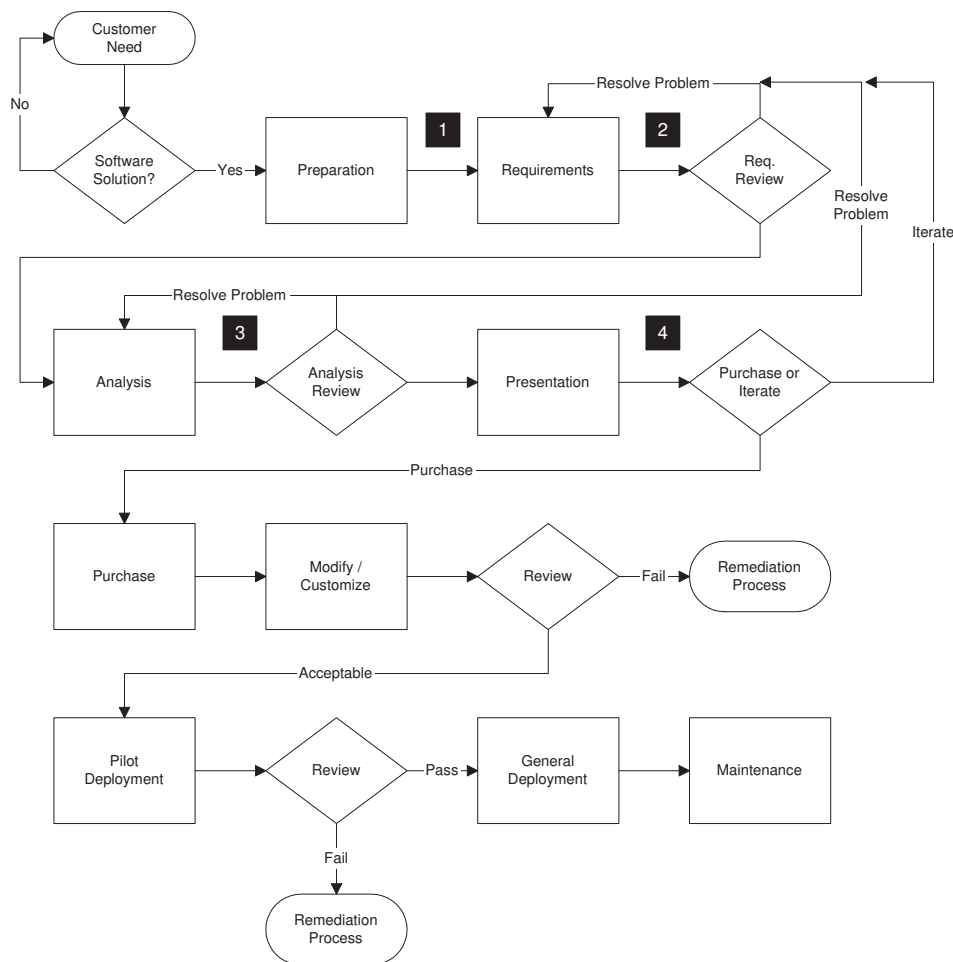 Customer
Need
No
Resolve Problem
1
2
Software
Solution?
Yes
Preparation
Requirements
Req.
Review
Resolve
Problem
Iterate
Resolve Problem
3
4
Analysis
Analysis
Review
Presentation
Purchase or
Iterate
Purchase
Purchase
Modify /
Customize
Review
Fail
Remediation
Process
Acceptable
Pilot
Deployment
Review
Pass
General
Deployment
Maintenance
Fail
Remediation
Process